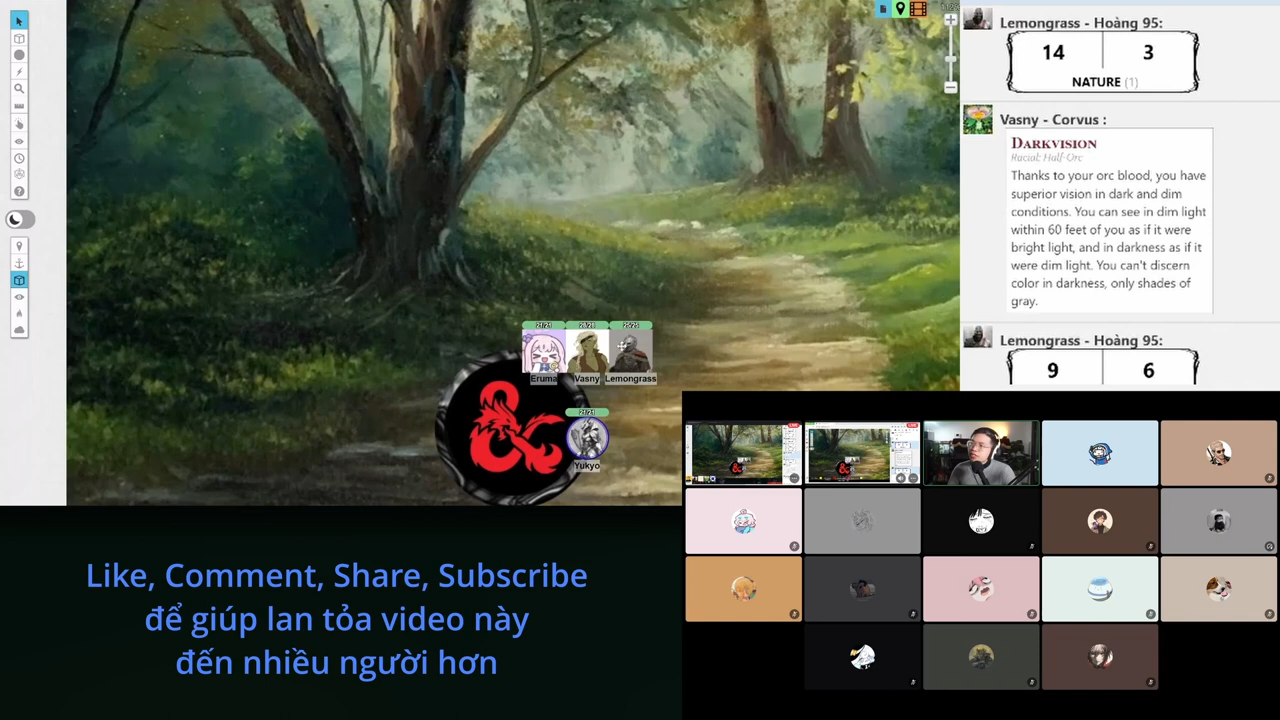 Lemongrass - Hoàng 95:
14 3
NATURE (1)
Vasny - Corvus :
DARKVISION
Racial: Half-Orc
Thanks to your orc blood, you have
superior vision in dark and dim
conditions. You can see in dim light
within 60 feet of you as if it were
bright light, and in darkness as if it
were dim light. You can't discern
color in darkness, only shades of
gray.
Lemongrass - Hoàng 95:
9 6
21/21
Eruma Vasny Lemongrass
21/21
Yukyo
Like, Comment, Share, Subscribe
để giúp lan tỏa video này
đến nhiều người hơn